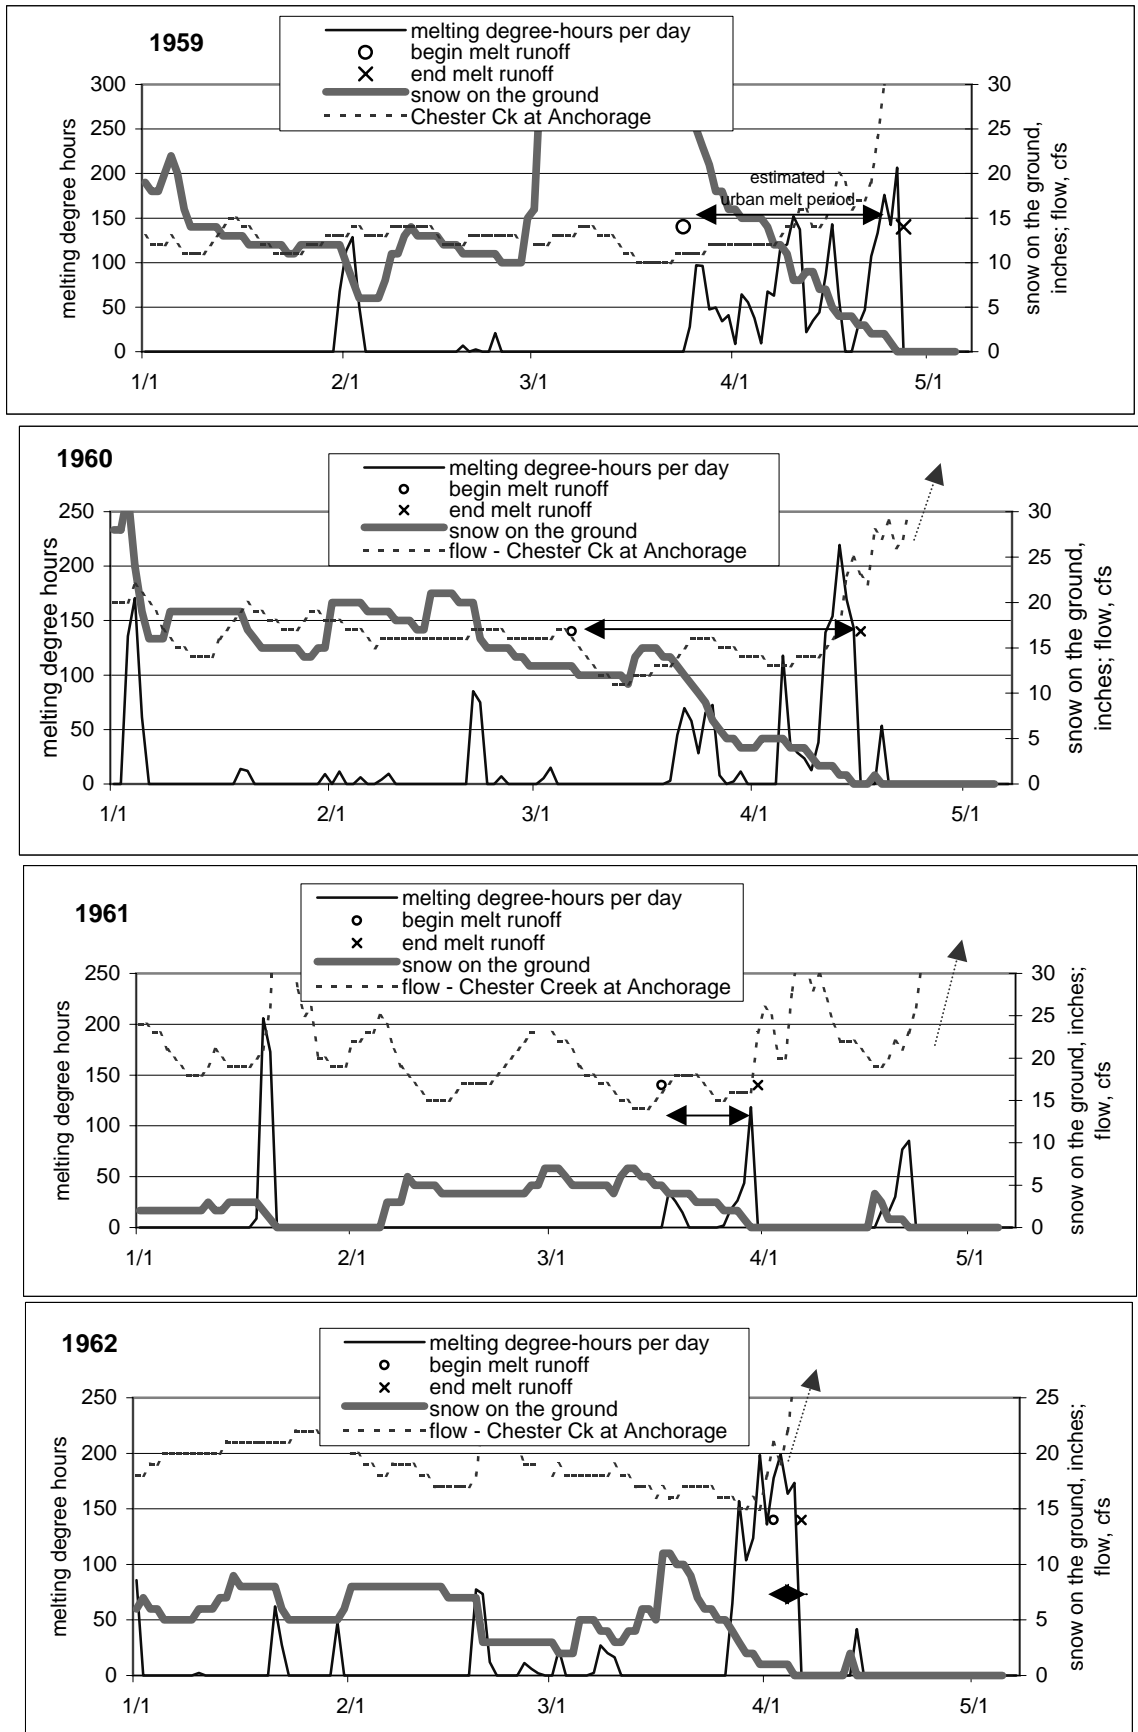 1959
melting degree-hours per day
begin melt runoff
end melt runoff
snow on the ground
Chester Ck at Anchorage
melting degree hours
300
250
200
150
100
50
0
estimated
urban melt period
30
25
20
15
10
5
0
snow on the ground,
inches; flow, cfs
1/1
2/1
3/1
4/1
5/1
1960
melting degree-hours per day
begin melt runoff
end melt runoff
snow on the ground
flow - Chester Ck at Anchorage
melting degree hours
250
200
150
100
50
0
30
25
20
15
10
5
0
snow on the ground,
inches; flow, cfs
1/1
2/1
3/1
4/1
5/1
1961
melting degree-hours per day
begin melt runoff
end melt runoff
snow on the ground
flow - Chester Creek at Anchorage
melting degree hours
250
200
150
100
50
0
30
25
20
15
10
5
0
snow on the ground, inches;
flow, cfs
1/1
2/1
3/1
4/1
5/1
1962
melting degree-hours per day
begin melt runoff
end melt runoff
snow on the ground
flow - Chester Ck at Anchorage
melting degree hours
250
200
150
100
50
0
25
20
15
10
5
0
snow on the ground, inches;
flow, cfs
1/1
2/1
3/1
4/1
5/1